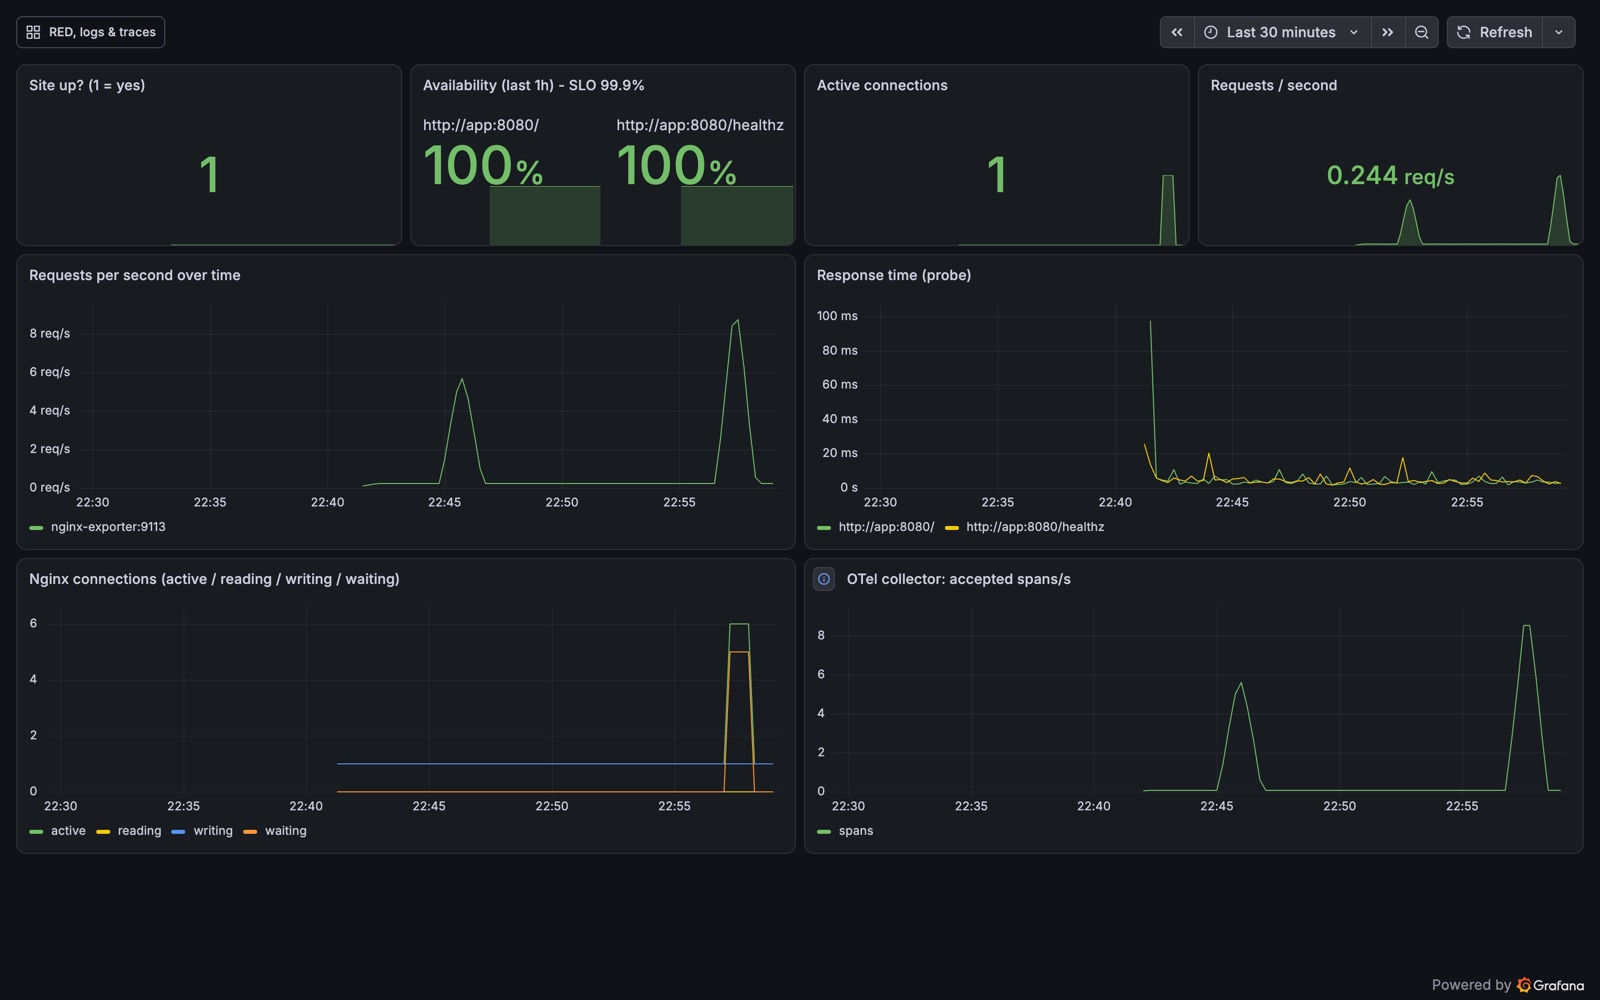 RED, logs & traces
Last 30 minutes
Refresh
Site up? (1 = yes)
1
Availability (last 1h) - SLO 99.9%
http://app:8080/
100%
http://app:8080/healthz
100%
Active connections
1
Requests / second
0.244 req/s
Requests per second over time
8 req/s
6 req/s
4 req/s
2 req/s
0 req/s
22:30 22:35 22:40 22:45 22:50 22:55
nginx-exporter:9113
Response time (probe)
100 ms
80 ms
60 ms
40 ms
20 ms
0 s
22:30 22:35 22:40 22:45 22:50 22:55
http://app:8080/ http://app:8080/healthz
Nginx connections (active / reading / writing / waiting)
6
4
2
0
22:30 22:35 22:40 22:45 22:50 22:55
active reading writing waiting
OTel collector: accepted spans/s
8
6
4
2
0
22:30 22:35 22:40 22:45 22:50 22:55
spans
Powered by Grafana